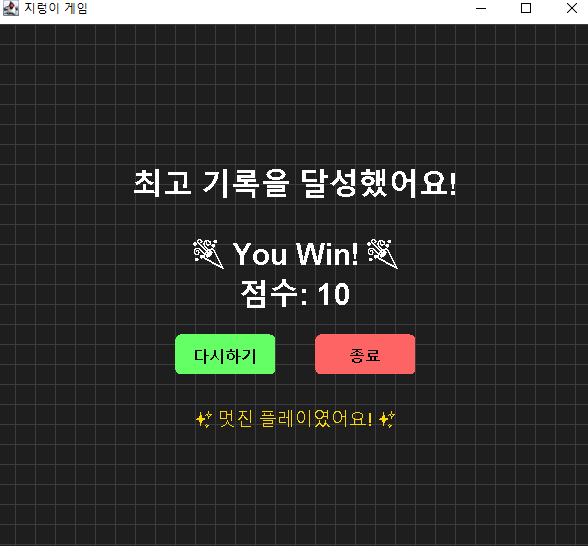 지렁이 게임
최고 기록을 달성했어요!
🎉 You Win! 🎉
점수: 10
다시하기
종료
✨ 멋진 플레이였어요! ✨